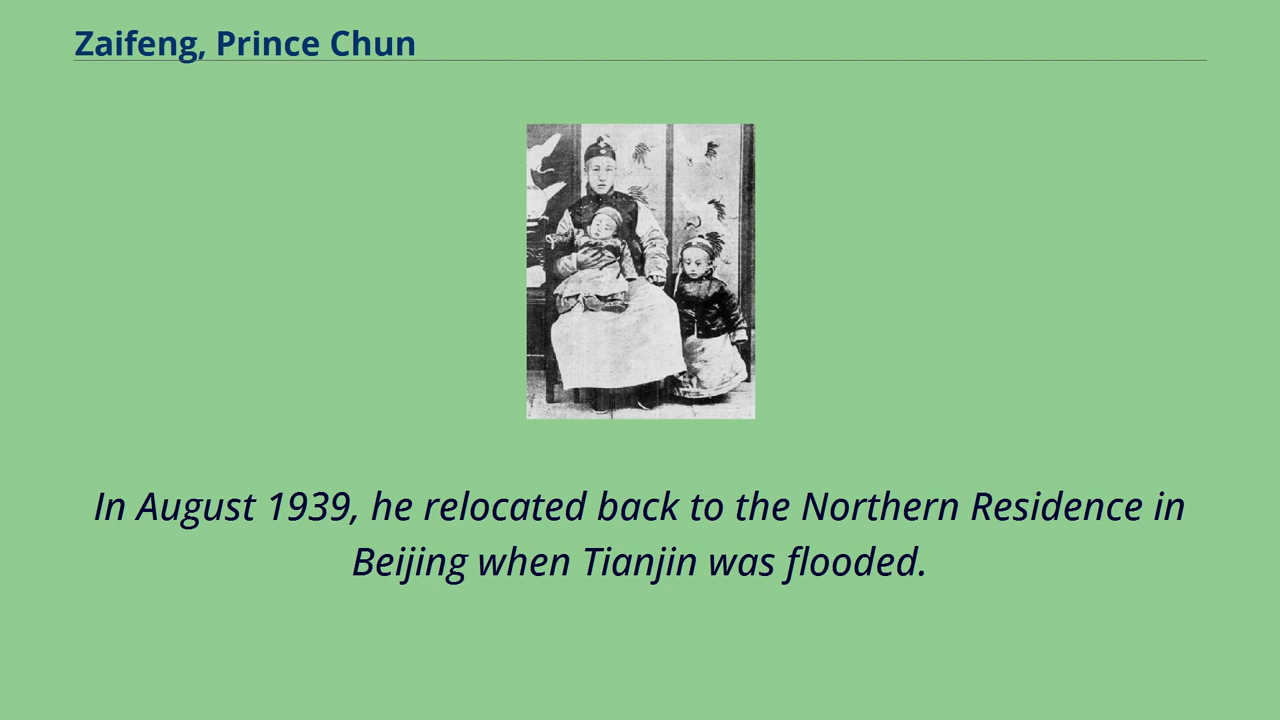 Zaifeng, Prince Chun
In August 1939, he relocated back to the Northern Residence in
Beijing when Tianjin was flooded.